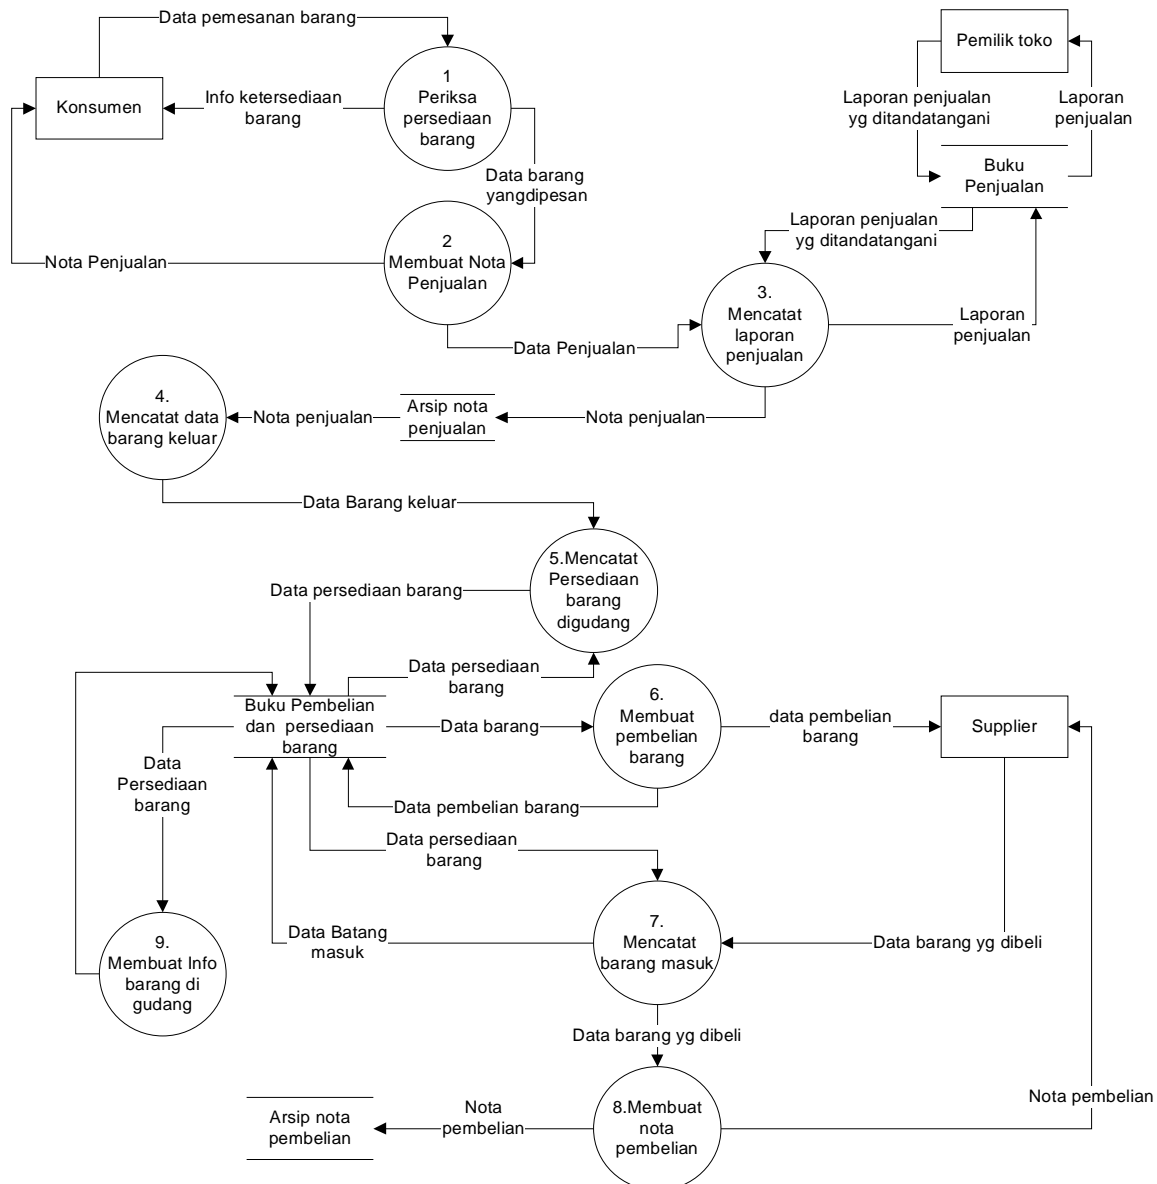 Data pemesanan barang
Pemilik toko
1
Periksa
persediaan
barang
Konsumen
Info ketersediaan
barang
Laporan penjualan
yg ditandatangani
Laporan
penjualan
Data barang
yangdipesan
Buku
Penjualan
Laporan penjualan
yg ditandatangani
2
Membuat Nota
Penjualan
Nota Penjualan
3.
Mencatat
laporan
penjualan
Laporan
penjualan
Data Penjualan
4.
Mencatat data
barang keluar
Nota penjualan
Arsip nota
penjualan
Nota penjualan
Data Barang keluar
5.Mencatat
Persediaan
barang
digudang
Data persediaan barang
Data persediaan
barang
6.
Membuat
pembelian
barang
Buku Pembelian
dan persediaan
barang
Data barang
data pembelian
barang
Supplier
Data
Persediaan
barang
Data pembelian barang
Data persediaan
barang
7.
Mencatat
barang masuk
Data Batang
masuk
Data barang yg dibeli
9.
Membuat Info
barang di
gudang
Data barang yg dibeli
Nota pembelian
8.Membuat
nota
pembelian
Nota
pembelian
Arsip nota
pembelian